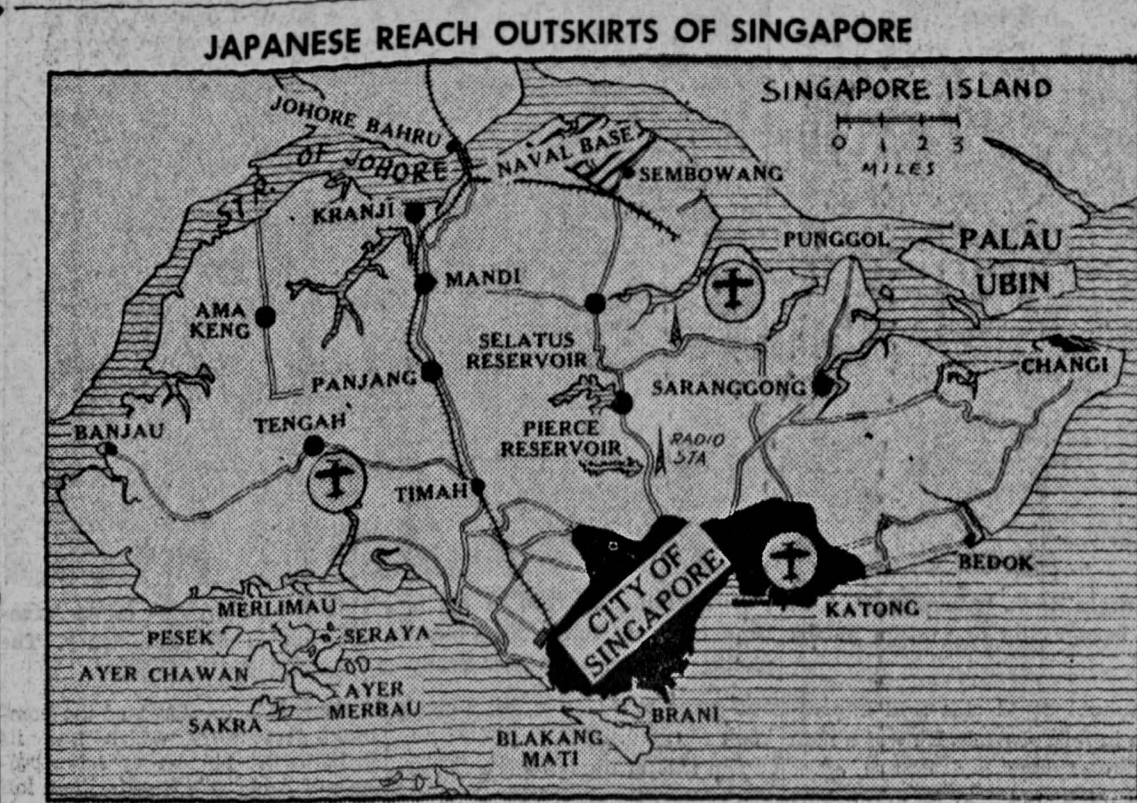 JAPANESE REACH OUTSKIRTS OF SINGAPORE
SINGAPORE ISLAND
0 1 2 3
MILES
JOHORE BAHRU
STR. OF JOHORE
NAVAL BASE
SEMBOWANG
KRANJI
PUNGGOL
PALAU
UBIN
MANDI
AMA
KENG
SELATUS
RESERVOIR
CHANGI
PANJANG
SARANGGONG
BANJAU
TENGAH
PIERCE
RESERVOIR
RADIO
STA
TIMAH
CITY OF
SINGAPORE
BEDOK
KATONG
MERLIMAU
PESEK
SERAYA
AYER CHAWAN
AYER
MERBAU
SAKRA
BRANI
BLAKANG
MATI